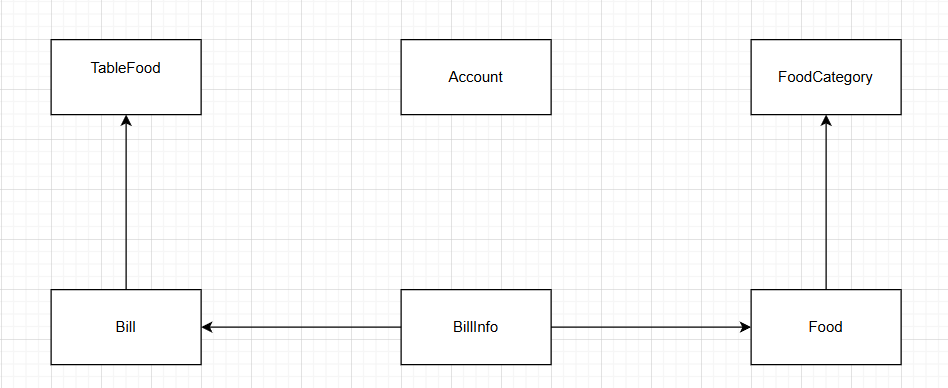 TableFood
Account
FoodCategory
Bill
BillInfo
Food